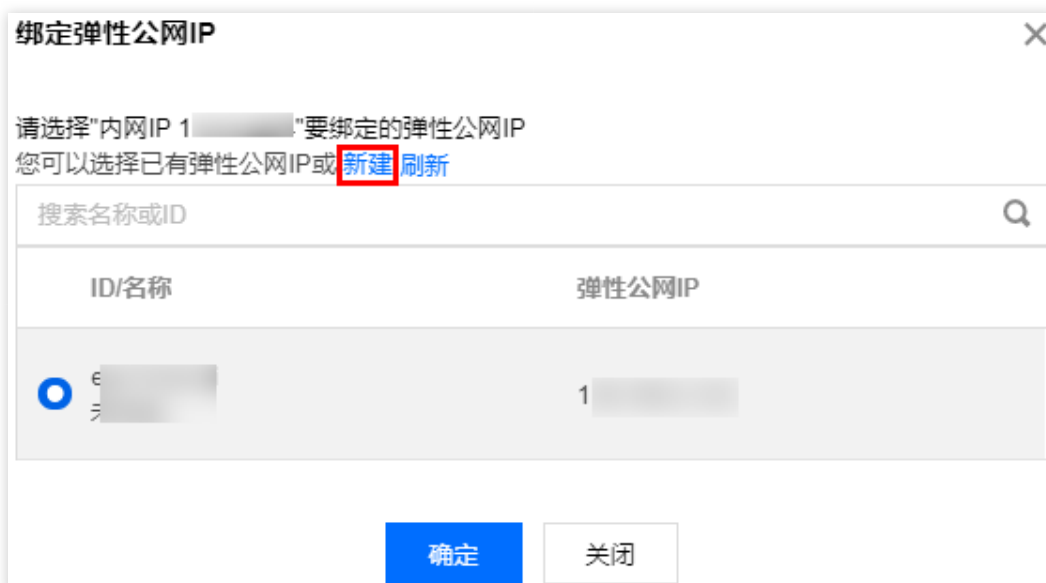 绑定弹性公网IP
请选择"内网IP 1 "要绑定的弹性公网IP
您可以选择已有弹性公网IP或 新建 刷新
搜索名称或ID
ID/名称 弹性公网IP
e 1
确定 关闭